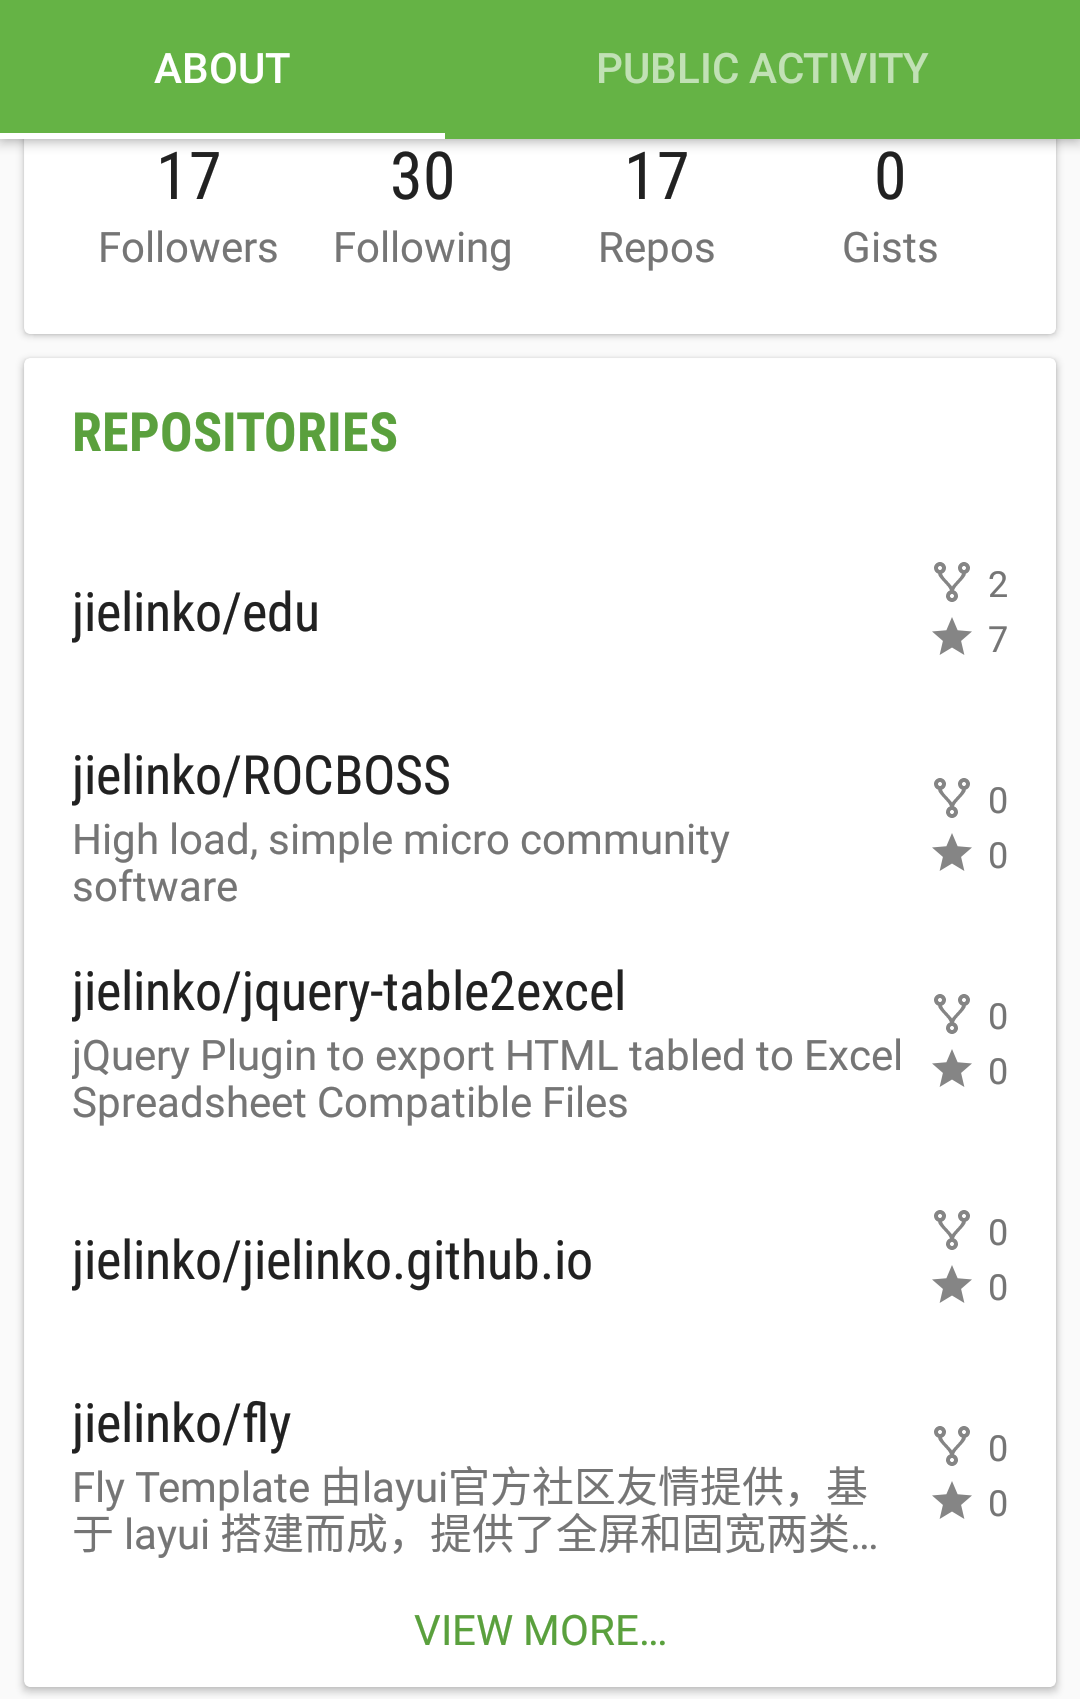 ABOUT
PUBLIC ACTIVITY
17
30
17
0
Followers
Following
Repos
Gists
REPOSITORIES
jielinko/edu
2
7
jielinko/ROCBOSS
High load, simple micro community
software
0
0
jielinko/jquery-table2excel
jQuery Plugin to export HTML tabled to Excel
Spreadsheet Compatible Files
0
0
jielinko/jielinko.github.io
0
0
jielinko/fly
Fly Template 由layui官方社区友情提供，基
于 layui 搭建而成，提供了全屏和固宽两类…
0
0
VIEW MORE…